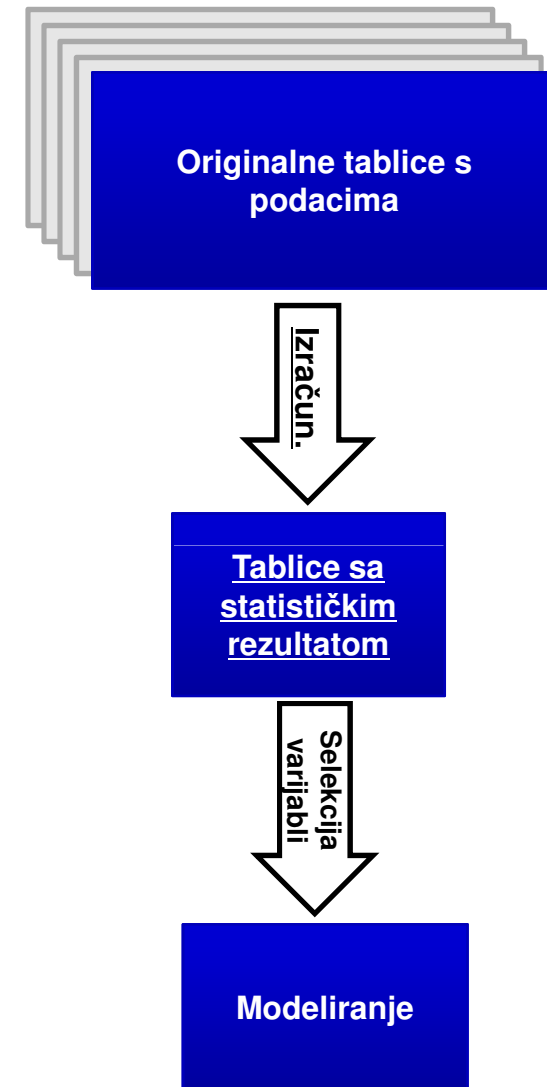 Originalne tablice s
podacima
Izračun.
Tablice sa
statističkim
rezultatom
Selekcija
varijabli
Modeliranje